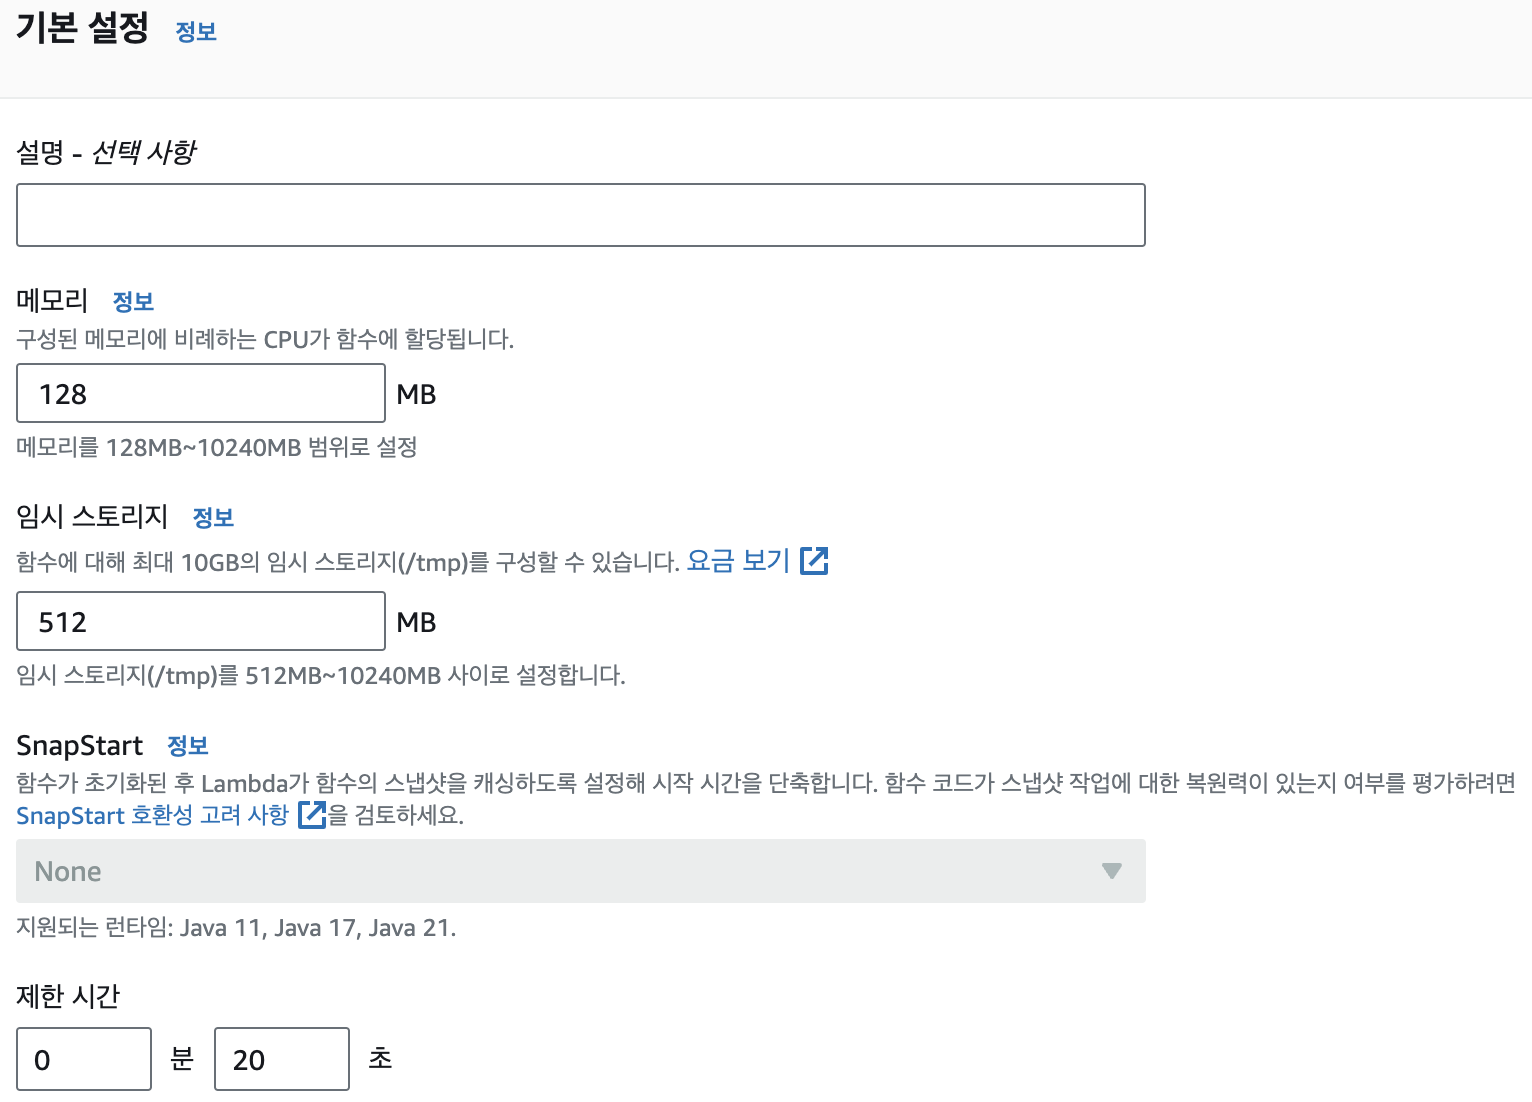 기본 설정 정보
설명 - 선택 사항
메모리 정보
구성된 메모리에 비례하는 CPU가 함수에 할당됩니다.
128 MB
메모리를 128MB~10240MB 범위로 설정
임시 스토리지 정보
함수에 대해 최대 10GB의 임시 스토리지(/tmp)를 구성할 수 있습니다. 요금 보기
512 MB
임시 스토리지(/tmp)를 512MB~10240MB 사이로 설정합니다.
SnapStart 정보
함수가 초기화된 후 Lambda가 함수의 스냅샷을 캐싱하도록 설정해 시작 시간을 단축합니다. 함수 코드가 스냅샷 작업에 대한 복원력이 있는지 여부를 평가하려면
SnapStart 호환성 고려 사항을 검토하세요.
None
지원되는 런타임: Java 11, Java 17, Java 21.
제한 시간
0 분 20 초